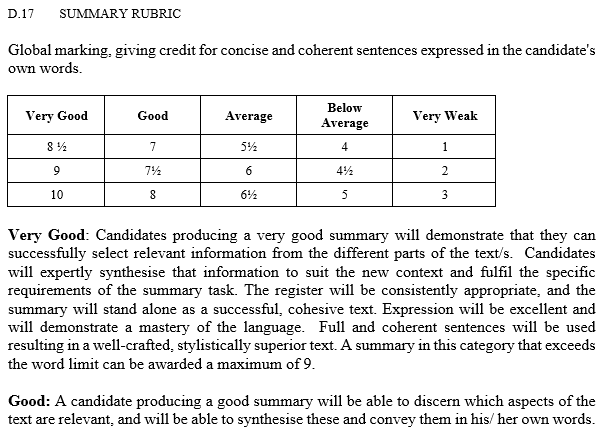 D.17 SUMMARY RUBRIC
Global marking, giving credit for concise and coherent sentences expressed in the candidate's
own words.
Very Good Good Average Below Average Very Weak
8 ½ 7 5½ 4 1
9 7½ 6 4½ 2
10 8 6½ 5 3
Very Good: Candidates producing a very good summary will demonstrate that they can
successfully select relevant information from the different parts of the text/s. Candidates
will expertly synthesise that information to suit the new context and fulfil the specific
requirements of the summary task. The register will be consistently appropriate, and the
summary will stand alone as a successful, cohesive text. Expression will be excellent and
will demonstrate a mastery of the language. Full and coherent sentences will be used
resulting in a well-crafted, stylistically superior text. A summary in this category that exceeds
the word limit can be awarded a maximum of 9.
Good: A candidate producing a good summary will be able to discern which aspects of the
text are relevant, and will be able to synthesise these and convey them in his/ her own words.